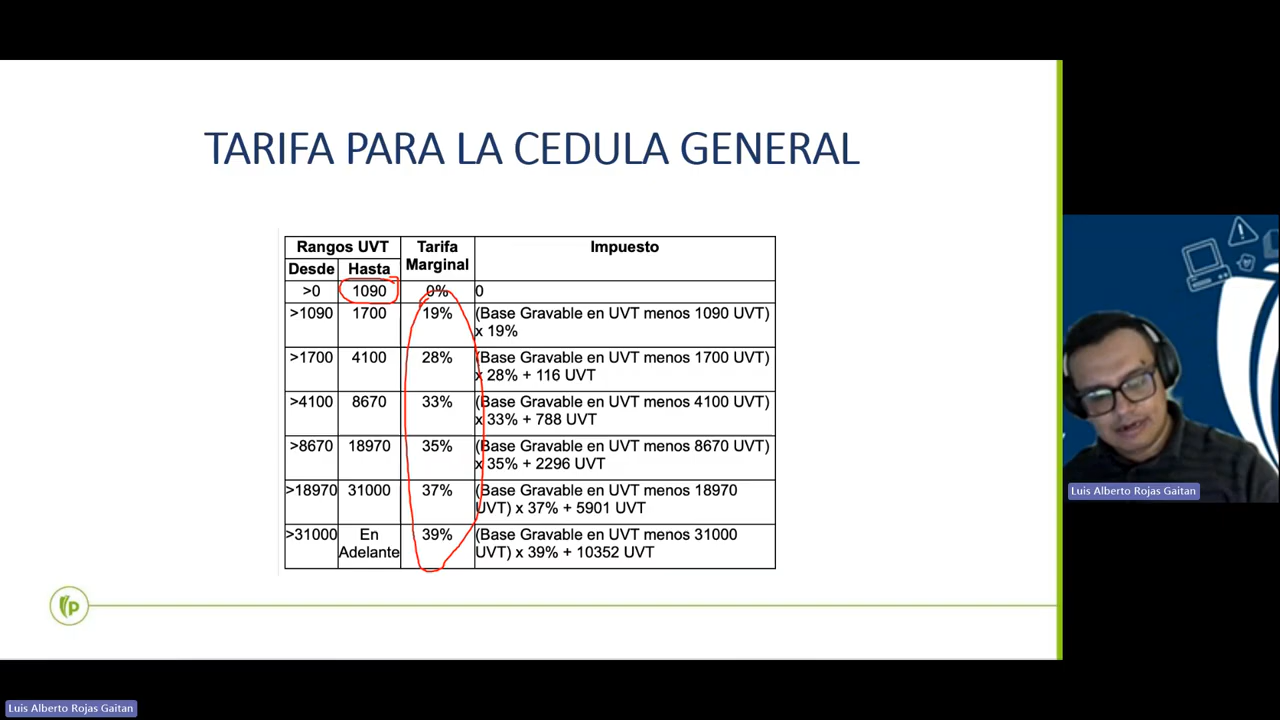 TARIFA PARA LA CEDULA GENERAL
Rangos UVT Tarifa Marginal Impuesto
Desde Hasta
>0 1090 0% 0
>1090 1700 19% (Base Gravable en UVT menos 1090 UVT)
x 19%
>1700 4100 28% (Base Gravable en UVT menos 1700 UVT)
x 28% + 116 UVT
>4100 8670 33% (Base Gravable en UVT menos 4100 UVT)
x 33% + 788 UVT
>8670 18970 35% (Base Gravable en UVT menos 8670 UVT)
x 35% + 2296 UVT
>18970 31000 37% (Base Gravable en UVT menos 18970
UVT) x 37% + 5901 UVT
>31000 En Adelante 39% (Base Gravable en UVT menos 31000
UVT) x 39% + 10352 UVT
p
Luis Alberto Rojas Gaitan
Luis Alberto Rojas Gaitan